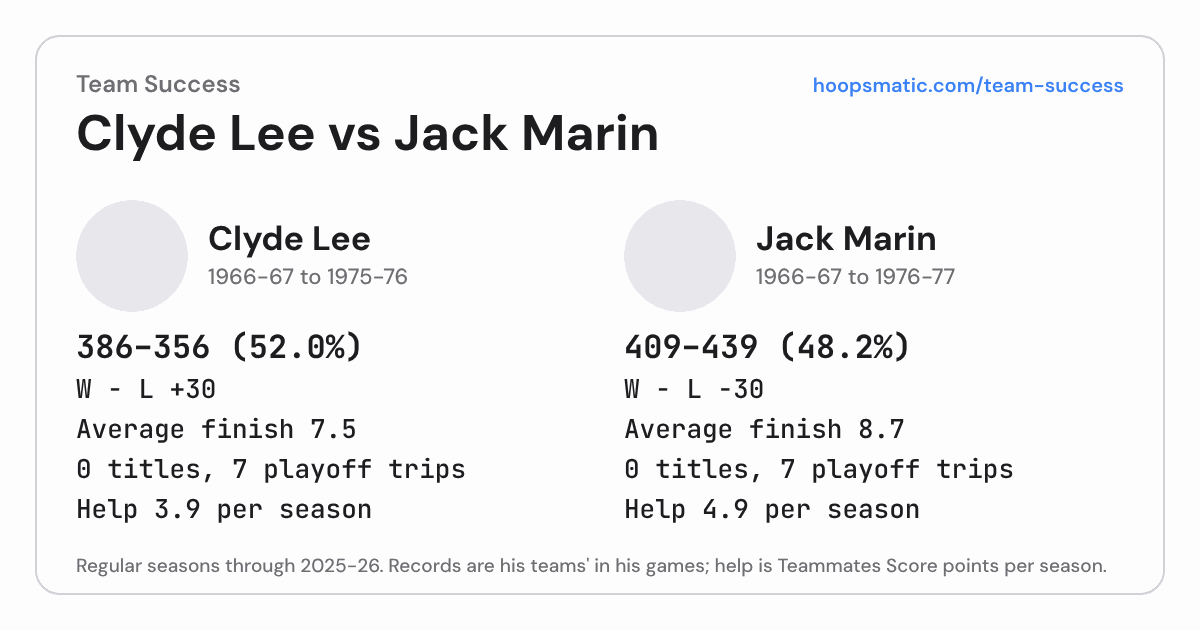 Team Success
hoopsmatic.com/team-success
Clyde Lee vs Jack Marin
Clyde Lee
1966-67 to 1975-76
386-356 (52.0%)
W - L +30
Average finish 7.5
0 titles, 7 playoff trips
Help 3.9 per season
Jack Marin
1966-67 to 1976-77
409-439 (48.2%)
W - L -30
Average finish 8.7
0 titles, 7 playoff trips
Help 4.9 per season
Regular seasons through 2025-26. Records are his teams' in his games; help is Teammates Score points per season.